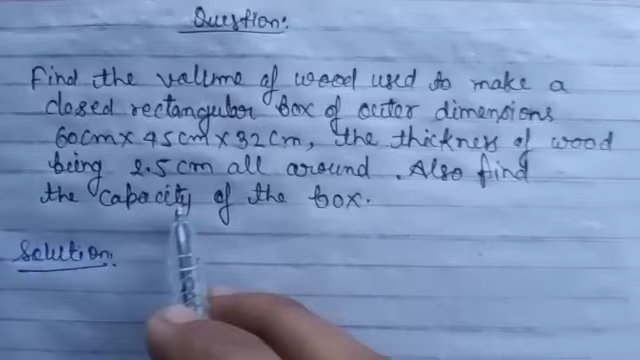 Question:
Find the volume of wood used to make a
closed rectangular box of outer dimensions
60cm x 45cm x 32cm, the thickness of wood
being 2.5cm all around. Also find
the capacity of the box.
Solution: